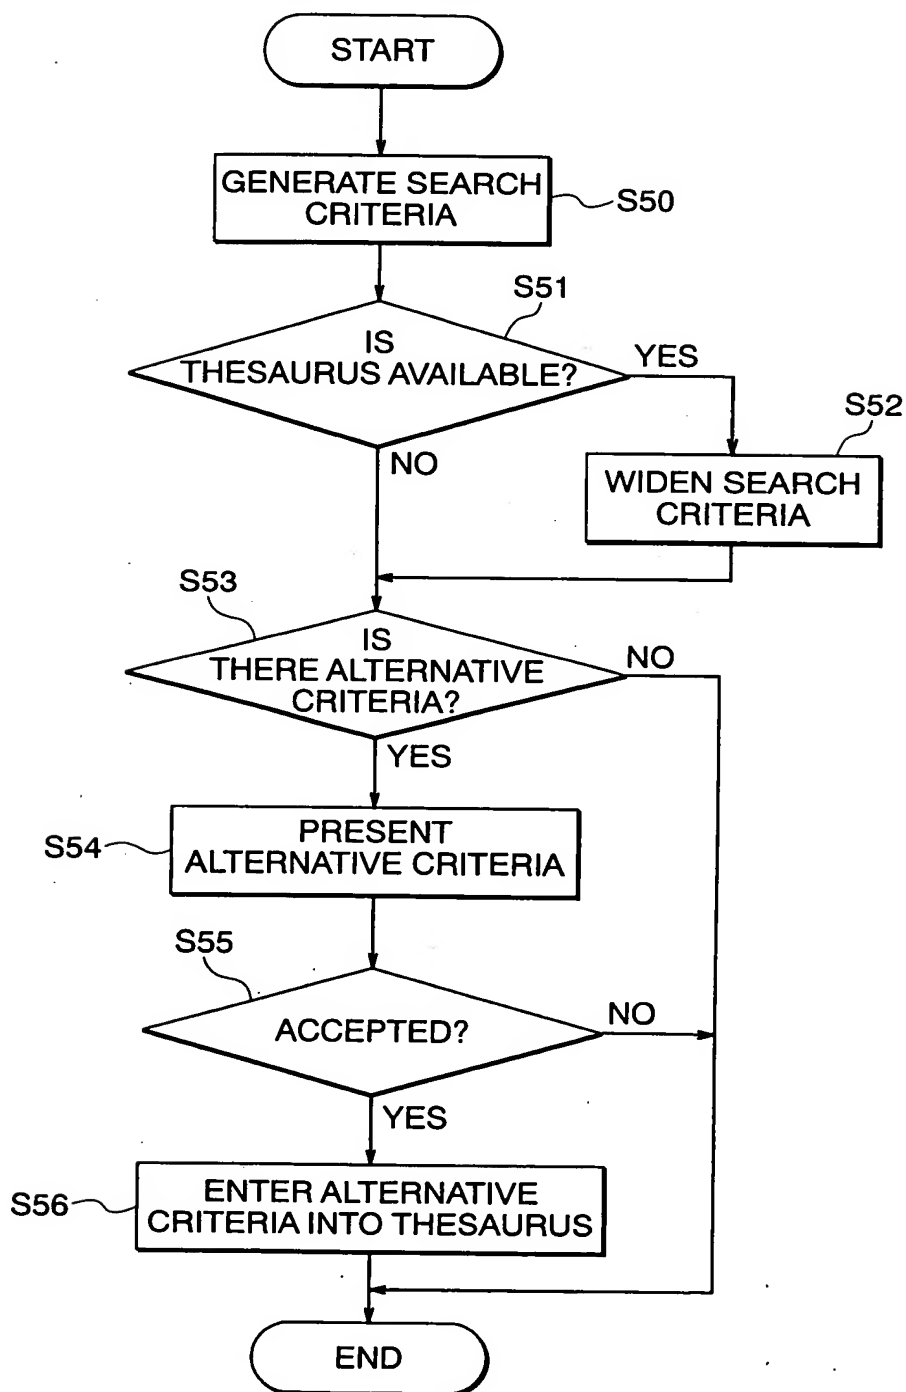 START
GENERATE SEARCH
CRITERIA
S50
S51
IS
THESAURUS AVAILABLE?
YES
S52
NO
WIDEN SEARCH
CRITERIA
S53
IS
THERE ALTERNATIVE
CRITERIA?
NO
YES
PRESENT
ALTERNATIVE CRITERIA
S54
S55
ACCEPTED?
NO
YES
ENTER ALTERNATIVE
CRITERIA INTO THESAURUS
S56
END